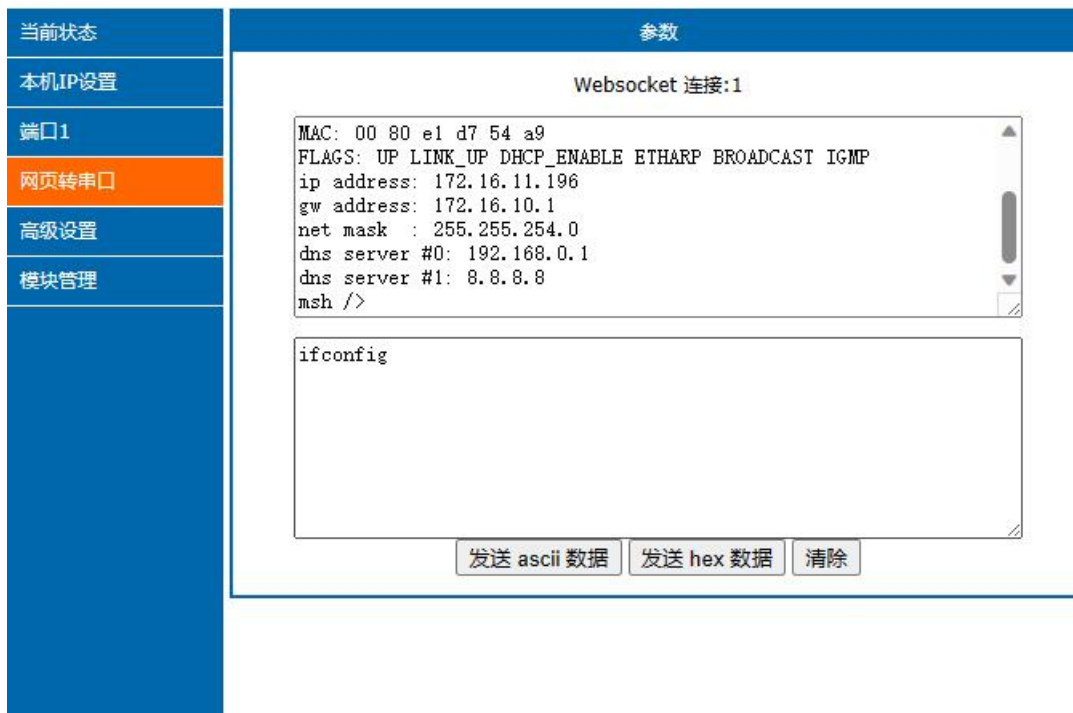 当前状态
本机IP设置
端口1
网页转串口
高级设置
模块管理
参数
Websocket 连接:1
MAC: 00 80 e1 d7 54 a9
FLAGS: UP LINK_UP DHCP_ENABLE ETHARP BROADCAST IGMP
ip address: 172.16.11.196
gw address: 172.16.10.1
net mask  : 255.255.254.0
dns server #0: 192.168.0.1
dns server #1: 8.8.8.8
msh />
ifconfig
发送 ascii 数据 发送 hex 数据 清除